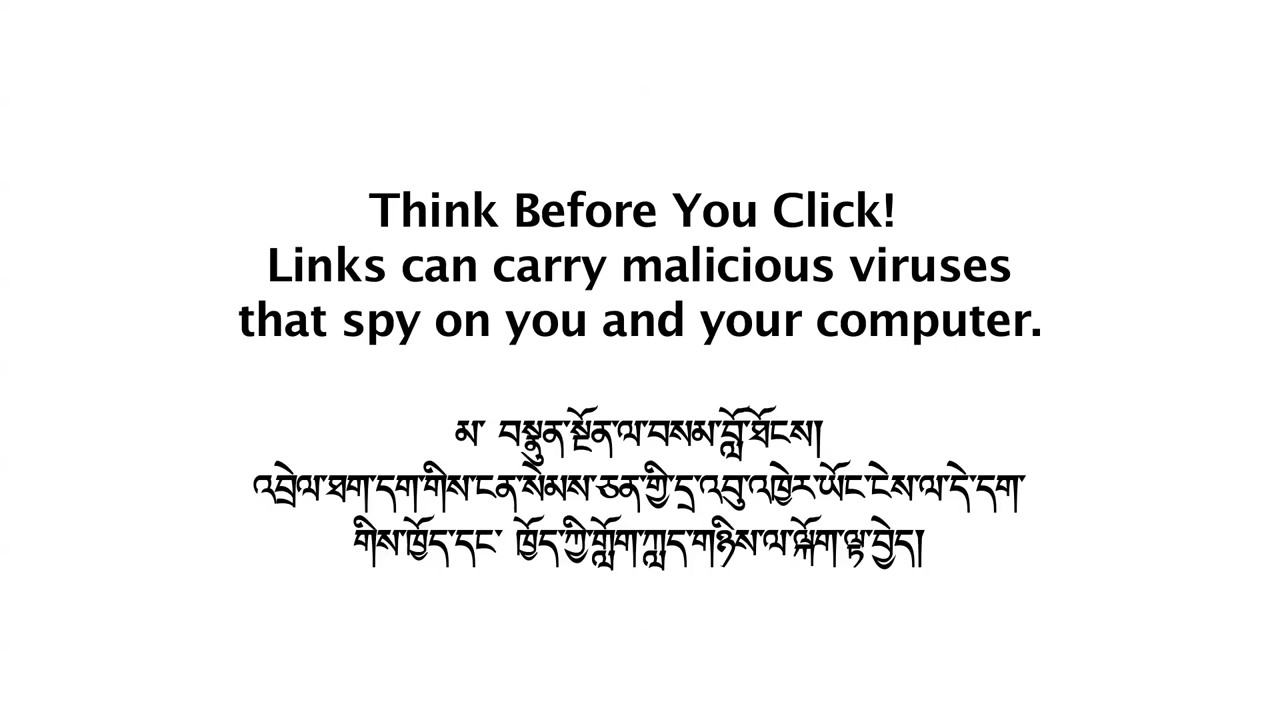 Think Before You Click!
Links can carry malicious viruses
that spy on you and your computer.
མ་ བསྣུན་སྔོན་ལ་བསམ་བློ་ཐོངས།
འབྲེལ་ཐག་དག་གིས་ངན་སེམས་ཅན་གྱི་དྲ་འབུ་འཁྱེར་ཡོང་ངེས་ལ་དེ་དག་
གིས་ཁྱོད་དང་ ཁྱོད་ཀྱི་གློག་ཀླད་གཉིས་ལ་ལྐོག་ལྟ་བྱེད།